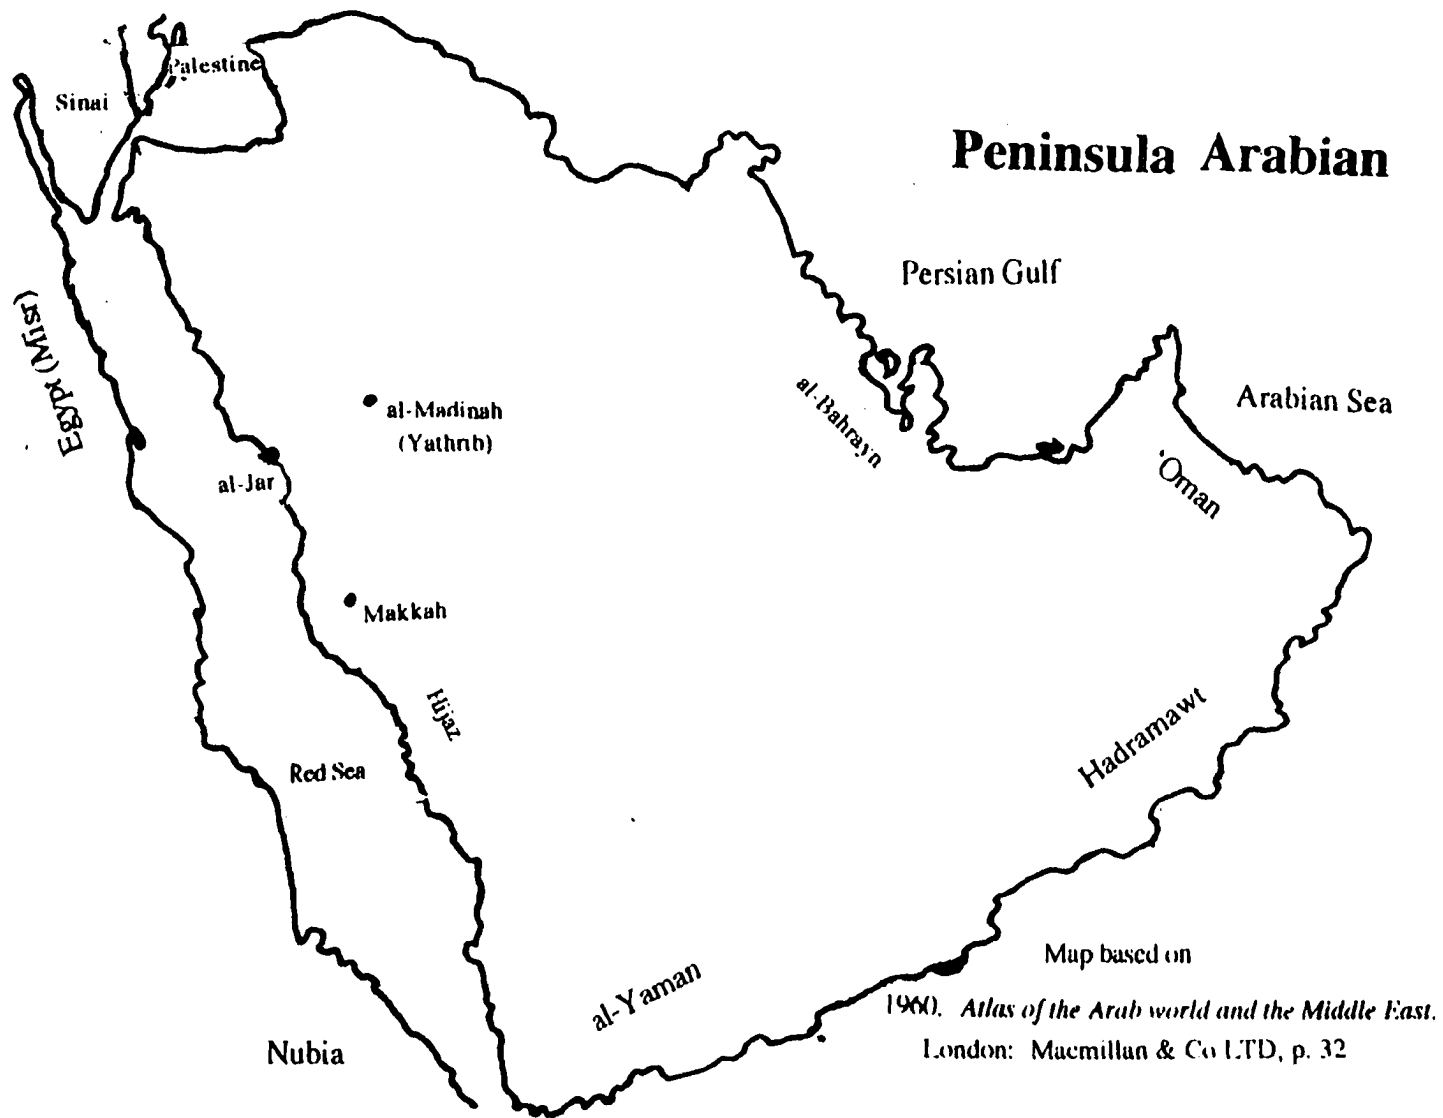 Palestine
Sinai
Peninsula Arabian
Persian Gulf
Egypt (Misr)
al-Madinah
(Yathrib)
al-Bahrayn
Arabian Sea
'Oman
al-Jar
Makkah
Hijaz
Hadramawt
Red Sea
al-Yaman
Nubia
Map based on
1960. Atlas of the Arab world and the Middle East.
London: Macmillan & Co LTD, p. 32